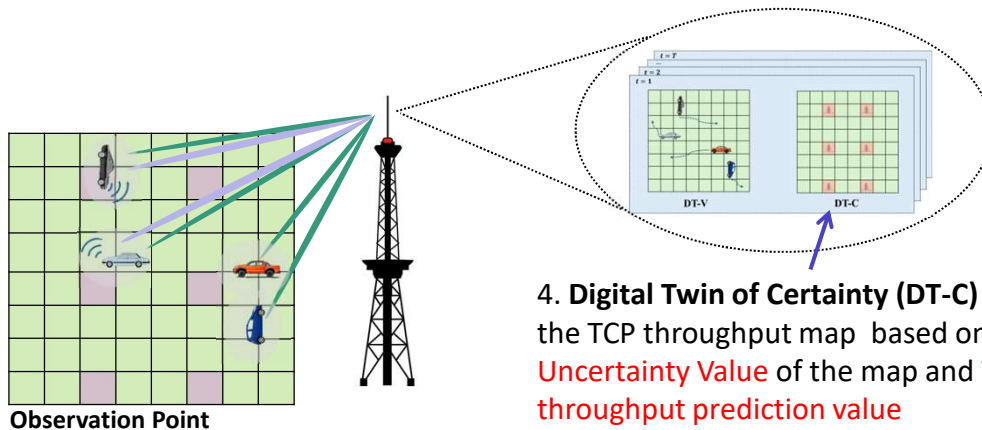 t = T
t = 2
t = 1
DT-V
DT-C
4. Digital Twin of Certainty (DT-C)
the TCP throughput map based on
Uncertainty Value of the map and
throughput prediction value
Observation Point